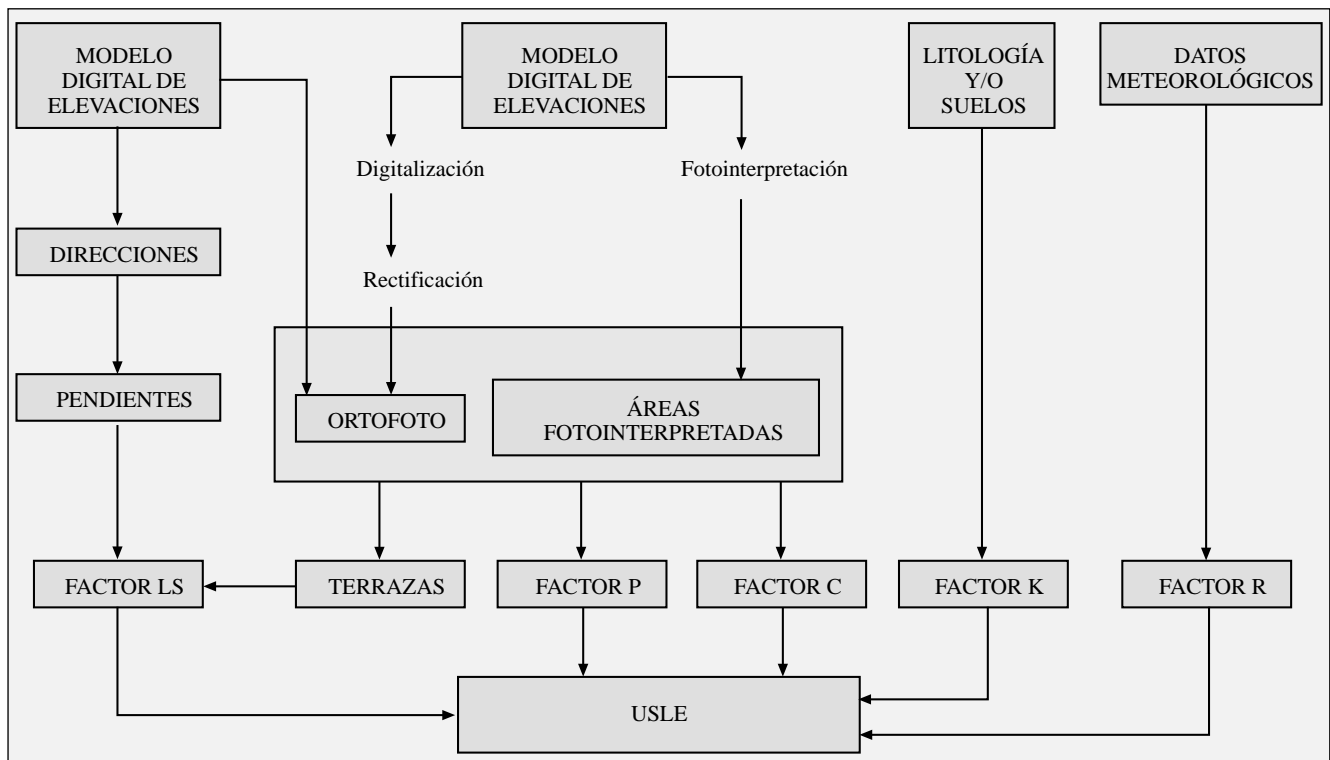 MODELO
DIGITAL DE
ELEVACIONES
MODELO
DIGITAL DE
ELEVACIONES
LITOLOGÍA
Y/O
SUELOS
DATOS
METEOROLÓGICOS
Digitalización
Fotointerpretación
DIRECCIONES
Rectificación
PENDIENTES
ORTOFOTO
ÁREAS
FOTOINTERPRETADAS
FACTOR LS
TERRAZAS
FACTOR P
FACTOR C
FACTOR K
FACTOR R
USLE